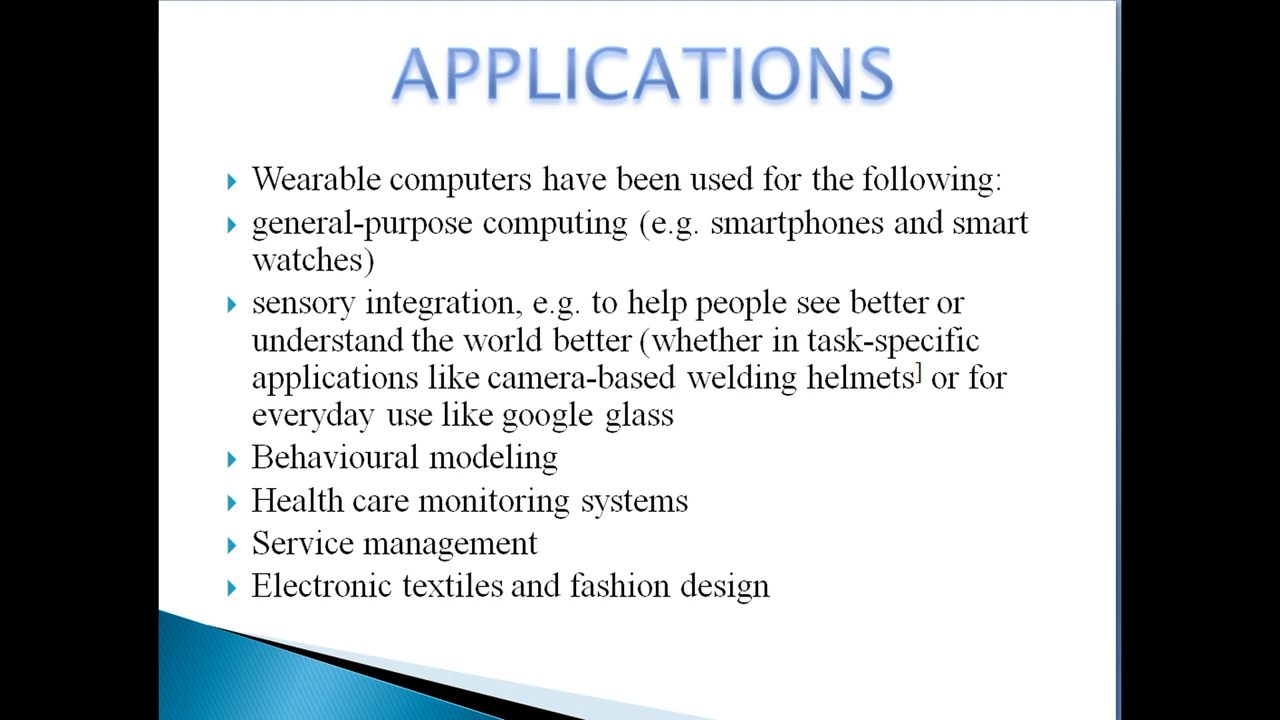 APPLICATIONS
Wearable computers have been used for the following:
general-purpose computing (e.g. smartphones and smart
watches)
sensory integration, e.g. to help people see better or
understand the world better (whether in task-specific
applications like camera-based welding helmets] or for
everyday use like google glass
Behavioural modeling
Health care monitoring systems
Service management
Electronic textiles and fashion design